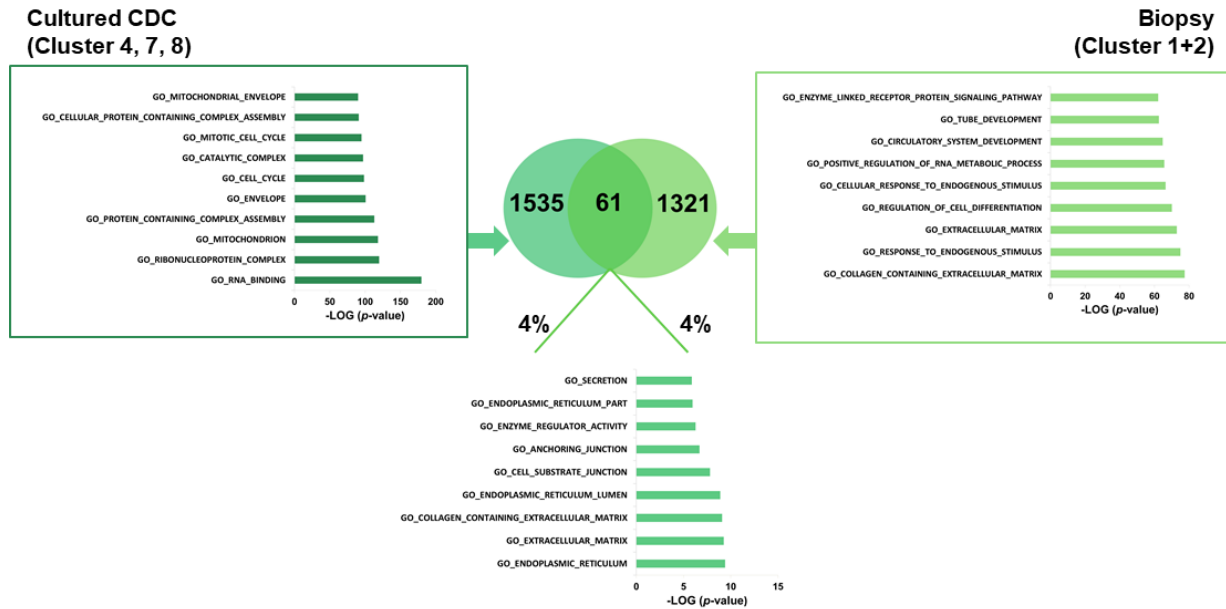 Cultured CDC
(Cluster 4, 7, 8)
Biopsy
(Cluster 1+2)
GO_MITOCHONDRIAL_ENVELOPE
GO_CELLULAR_PROTEIN_CONTAINING_COMPLEX_ASSEMBLY
GO_MITOTIC_CELL_CYCLE
GO_CATALYTIC_COMPLEX
GO_CELL_CYCLE
GO_ENVELOPE
GO_PROTEIN_CONTAINING_COMPLEX_ASSEMBLY
GO_MITOCHONDRION
GO_RIBONUCLEOPROTEIN_COMPLEX
GO_RNA_BINDING
0 50 100 150 200
-LOG (p-value)
1535 61 1321
GO_ENZYME_LINKED_RECEPTOR_PROTEIN_SIGNALING_PATHWAY
GO_TUBE_DEVELOPMENT
GO_CIRCULATORY_SYSTEM_DEVELOPMENT
GO_POSITIVE_REGULATION_OF_RNA_METABOLIC_PROCESS
GO_CELLULAR_RESPONSE_TO_ENDOGENOUS_STIMULUS
GO_REGULATION_OF_CELL_DIFFERENTIATION
GO_EXTRACELLULAR_MATRIX
GO_RESPONSE_TO_ENDOGENOUS_STIMULUS
GO_COLLAGEN_CONTAINING_EXTRACELLULAR_MATRIX
0 20 40 60 80
-LOG (p-value)
4% 4%
GO_SECRETION
GO_ENDOPLASMIC_RETICULUM_PART
GO_ENZYME_REGULATOR_ACTIVITY
GO_ANCHORING_JUNCTION
GO_CELL_SUBSTRATE_JUNCTION
GO_ENDOPLASMIC_RETICULUM_LUMEN
GO_COLLAGEN_CONTAINING_EXTRACELLULAR_MATRIX
GO_EXTRACELLULAR_MATRIX
GO_ENDOPLASMIC_RETICULUM
0 5 10 15
-LOG (p-value)